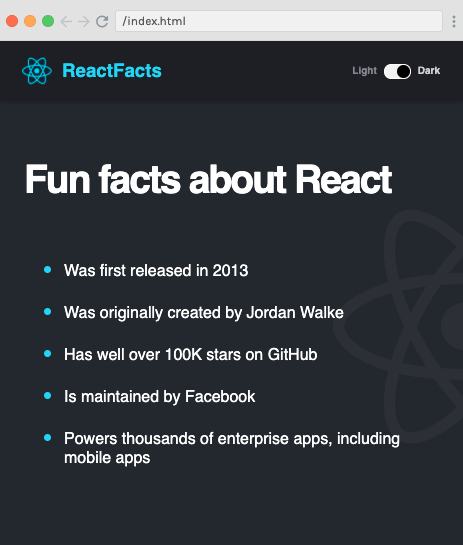 /index.html
ReactFacts
Light
Dark
Fun facts about React
Was first released in 2013
Was originally created by Jordan Walke
Has well over 100K stars on GitHub
Is maintained by Facebook
Powers thousands of enterprise apps, including
mobile apps